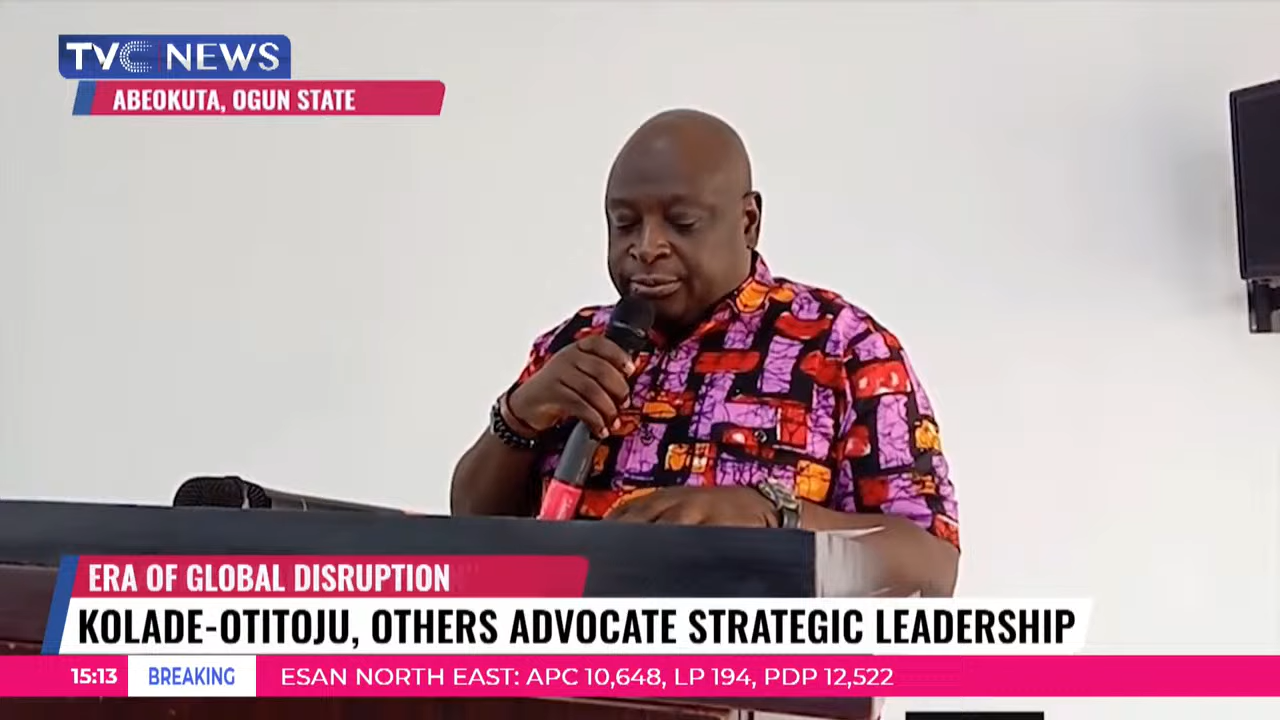 TVC NEWS
ABEOKUTA, OGUN STATE
ERA OF GLOBAL DISRUPTION
KOLADE-OTITOJU, OTHERS ADVOCATE STRATEGIC LEADERSHIP
15:13 BREAKING ESAN NORTH EAST: APC 10,648, LP 194, PDP 12,522